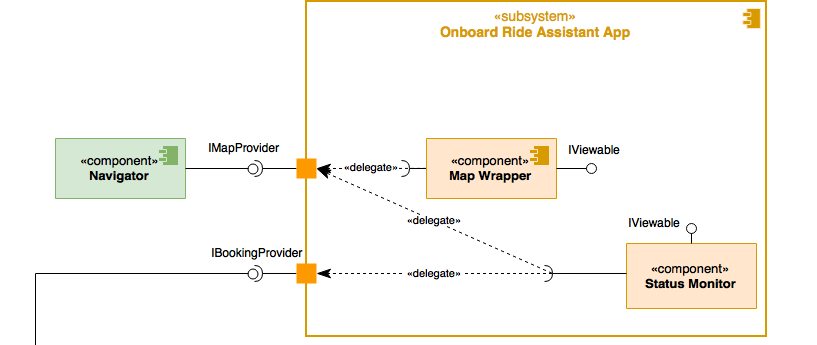 «subsystem»
Onboard Ride Assistant App
IMapProvider
«component»
Navigator
«delegate»
«component»
Map Wrapper
IViewable
«delegate»
IViewable
IBookingProvider
«delegate»
«component»
Status Monitor